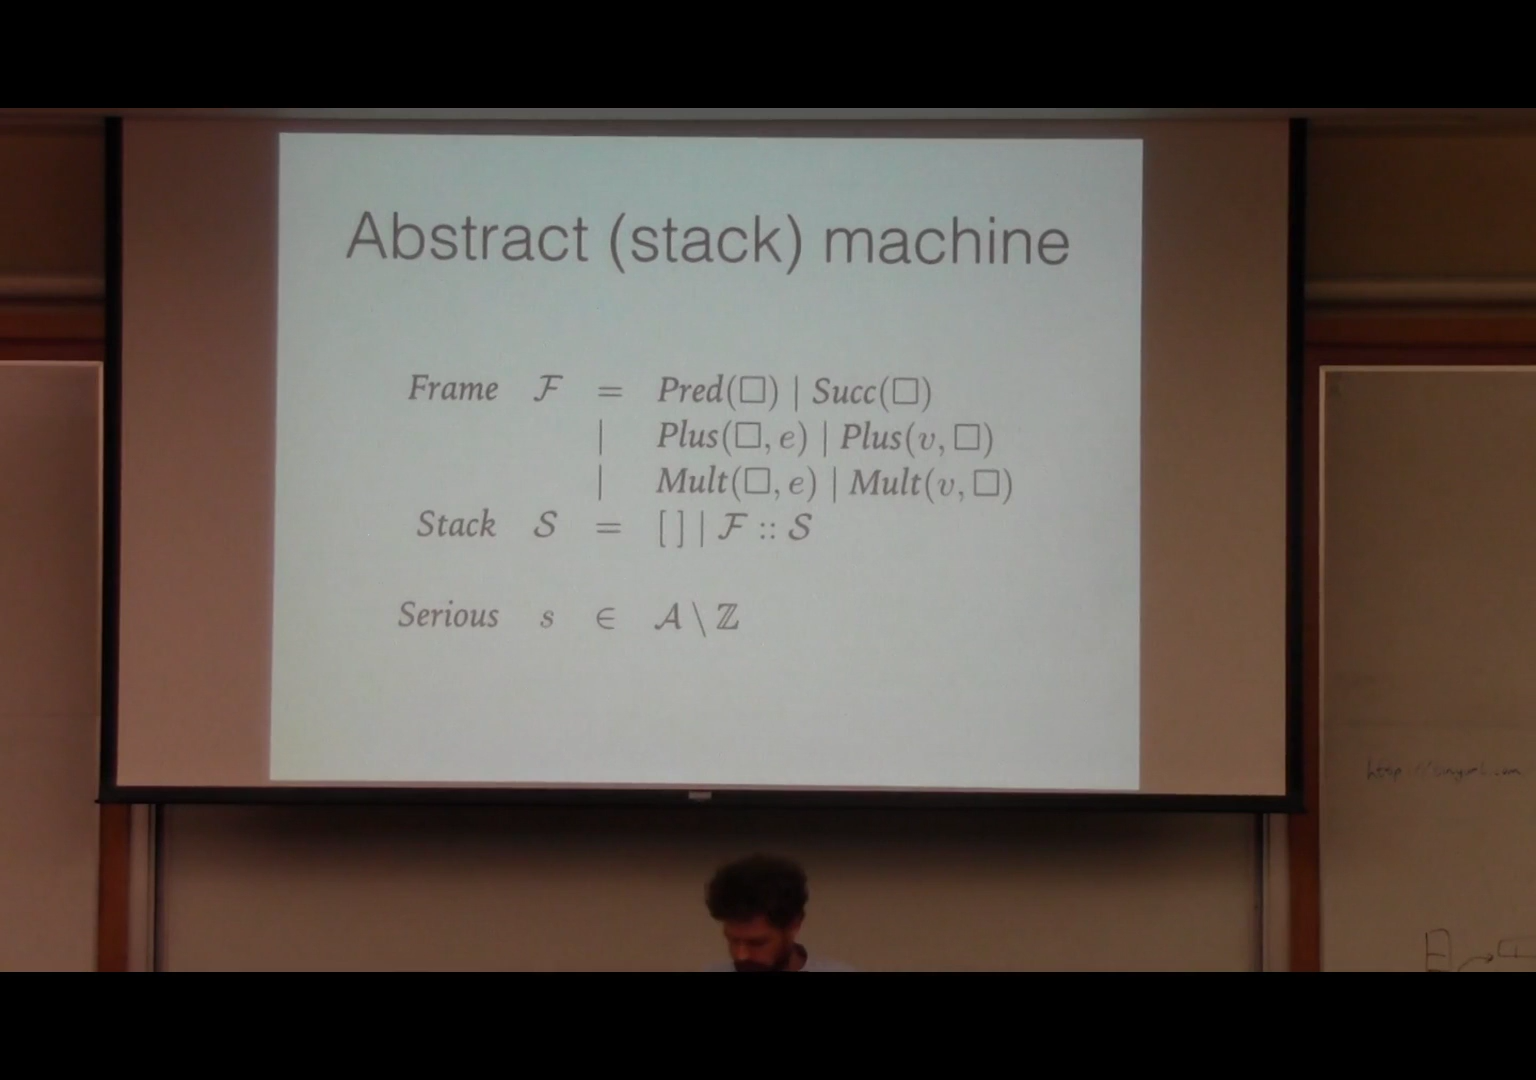 Abstract (stack) machine
Frame ℱ = Pred(□) | Succ(□)
| Plus(□, e) | Plus(v, □)
| Mult(□, e) | Mult(v, □)
Stack 𝒮 = [ ] | ℱ :: 𝒮
Serious s ∈ 𝒜 \ ℤ